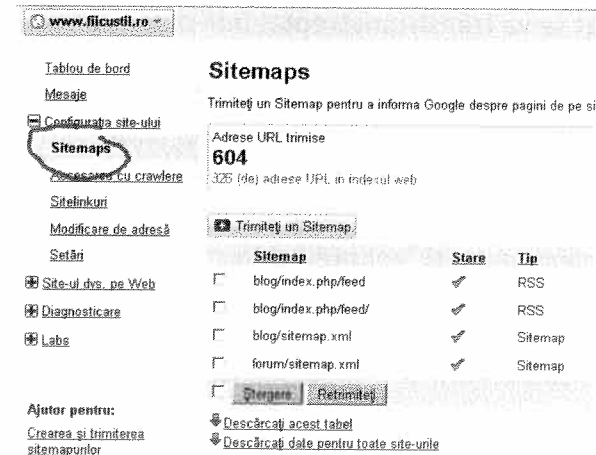 www.fiicustil.ro
Tablou de bord
Mesaje
Configurația site-ului
Sitemaps
Accesarea cu crawlere
Sitelinkuri
Modificare de adresă
Setări
Site-ul dvs. pe Web
Diagnosticare
Labs
Ajutor pentru:
Crearea și trimiterea
sitemapurilor
Sitemaps
Trimiteți un Sitemap pentru a informa Google despre pagini de pe si
Adrese URL trimise
604
326 (de) adrese URL in indexul web
Trimiteți un Sitemap.
Sitemap Stare Tip
blog/index.php/feed RSS
blog/index.php/feed/ RSS
blog/sitemap.xml Sitemap
forum/sitemap.xml Sitemap
Ștergere Retrimiteți
Descărcați acest tabel
Descărcați date pentru toate site-urile